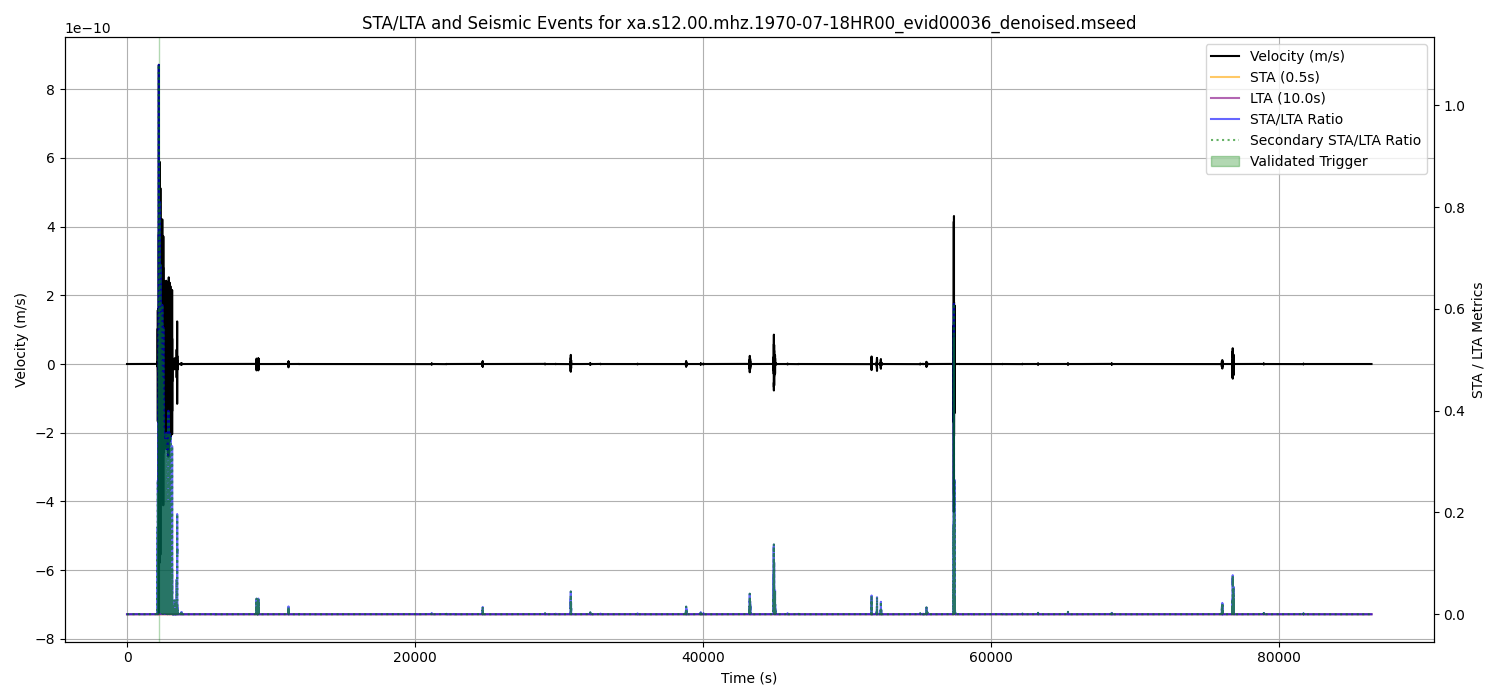 STA/LTA and Seismic Events for xa.s12.00.mhz.1970-07-18HR00_evid00036_denoised.mseed
1e−10
Velocity (m/s)
STA (0.5s)
LTA (10.0s)
STA/LTA Ratio
Secondary STA/LTA Ratio
Validated Trigger
8
6
4
2
0
−2
−4
−6
−8
Velocity (m/s)
1.0
0.8
0.6
0.4
0.2
0.0
STA / LTA Metrics
0 20000 40000 60000 80000
Time (s)